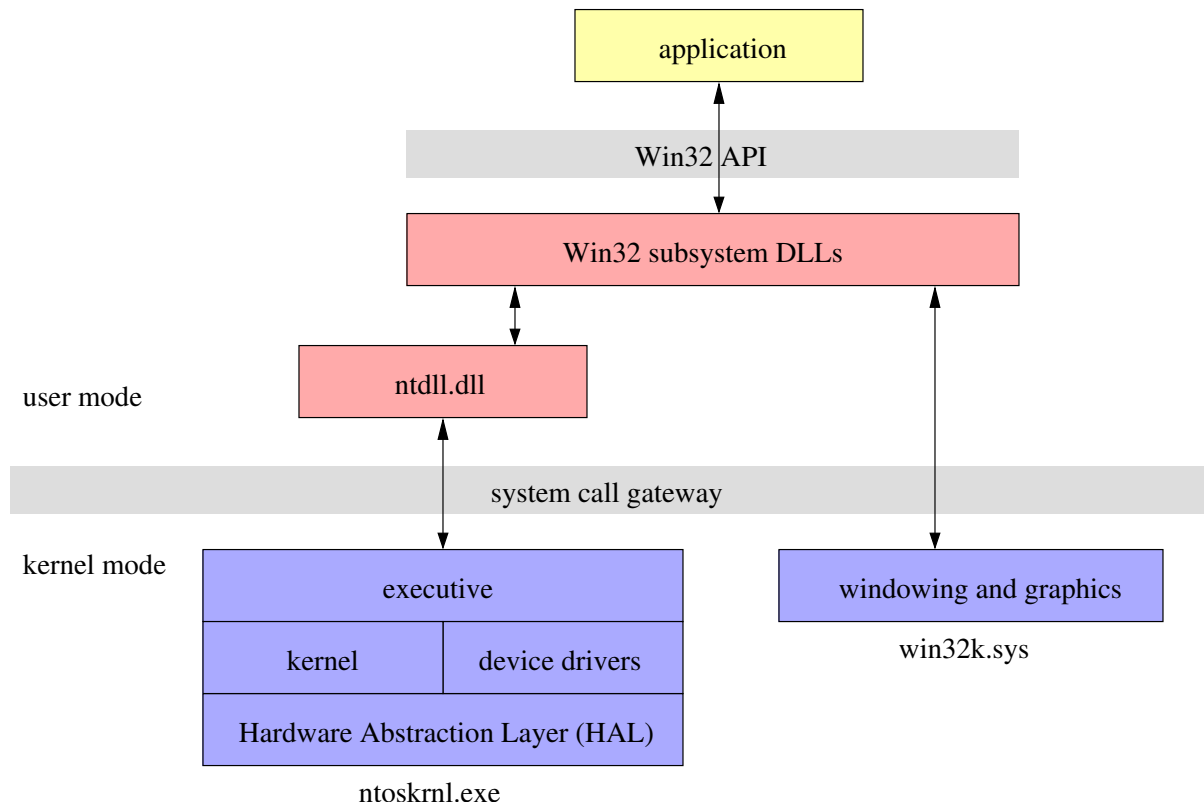 application
Win32 API
Win32 subsystem DLLs
ntdll.dll
user mode
system call gateway
kernel mode
executive
windowing and graphics
kernel
device drivers
win32k.sys
Hardware Abstraction Layer (HAL)
ntoskrnl.exe